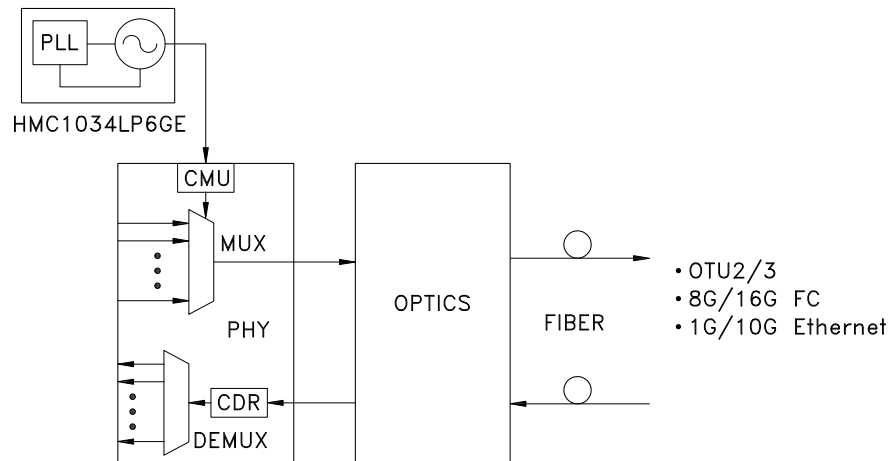 PLL
HMC1034LP6GE
CMU
MUX
PHY
OPTICS
FIBER
• OTU2/3
• 8G/16G FC
• 1G/10G Ethernet
CDR
DEMUX